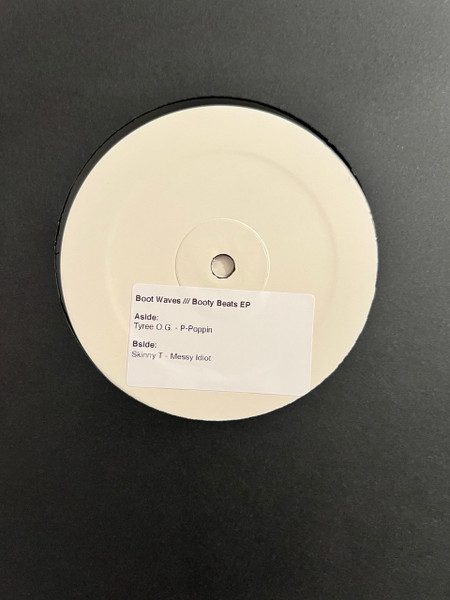 Boot Waves /// Booty Beats EP
Aside:
Tyree O.G. - P-Poppin
Bside:
Skinny T - Messy Idiot